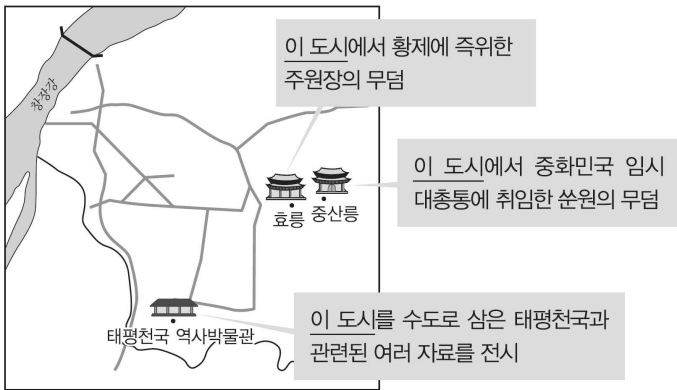 이 도시에서 황제에 즉위한
주원장의 무덤
창장강
이 도시에서 중화민국 임시
대총통에 취임한 쑨원의 무덤
효릉
중산릉
이 도시를 수도로 삼은 태평천국과
관련된 여러 자료를 전시
태평천국 역사박물관